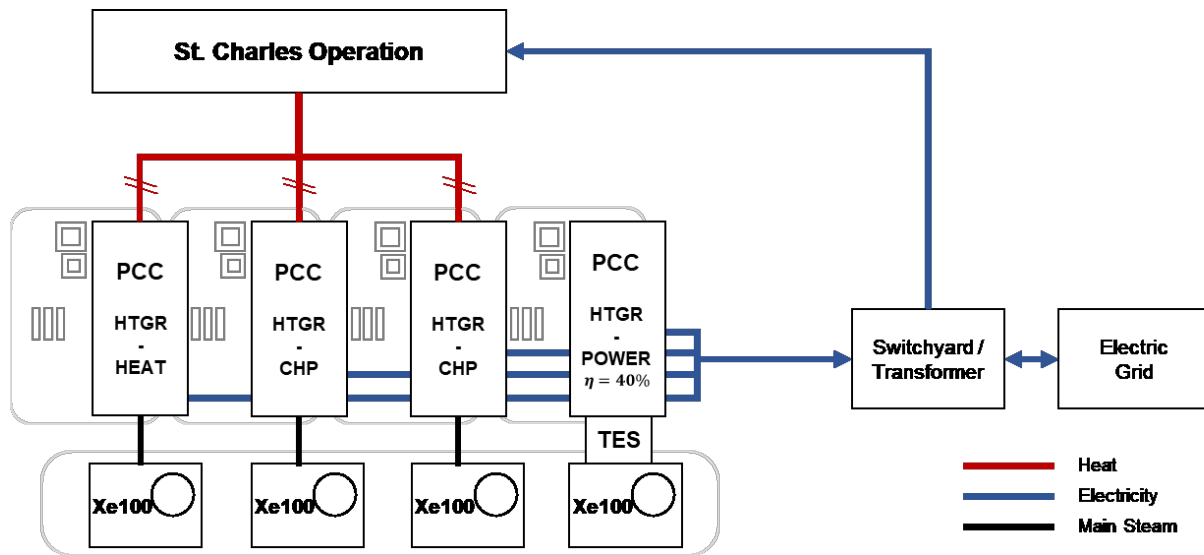 St. Charles Operation
PCC
HTGR
-
HEAT
PCC
HTGR
-
CHP
PCC
HTGR
-
CHP
PCC
HTGR
-
POWER
η = 40%
TES
Switchyard /
Transformer
Electric
Grid
Xe100
Xe100
Xe100
Xe100
Heat
Electricity
Main Steam